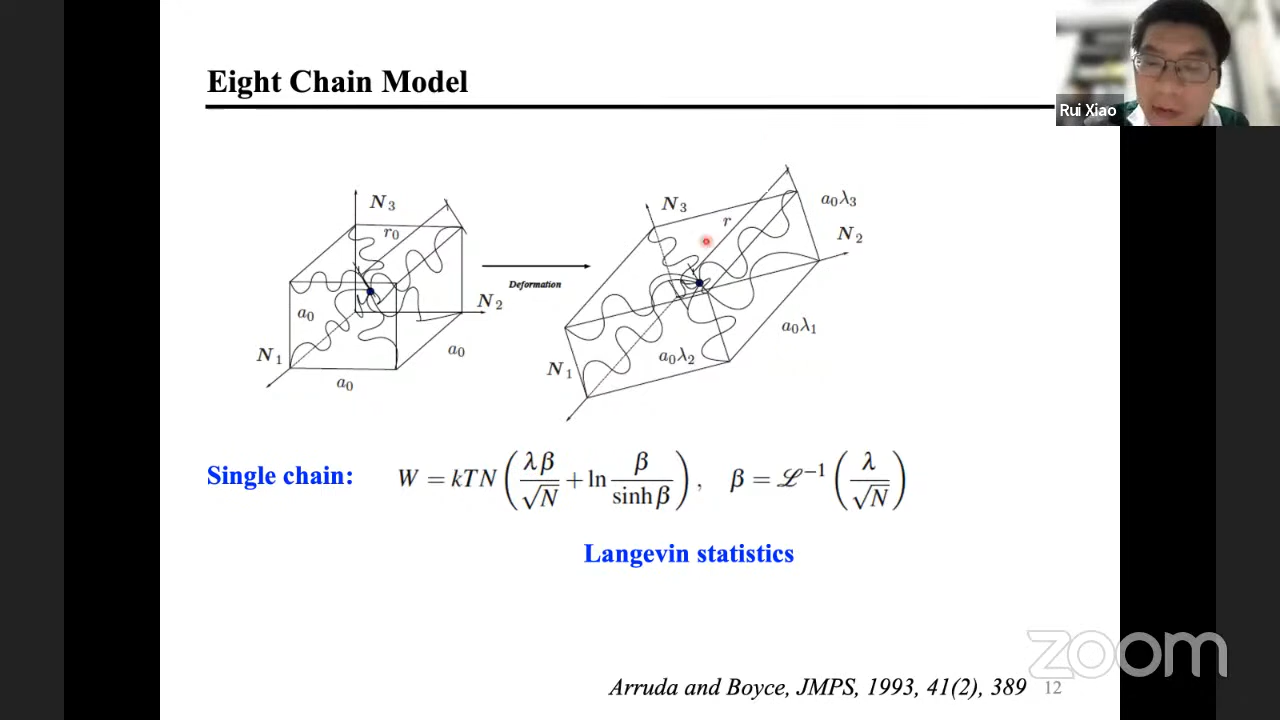 Eight Chain Model
Rui Xiao
N₃
r₀
N₂
a₀
a₀
a₀
N₁
Deformation
N₃
r
a₀λ₃
N₂
a₀λ₁
a₀λ₂
N₁
Single chain: W = kTN ( λβ/√N + ln β/sinh β ), β = ℒ⁻¹ ( λ/√N )
Langevin statistics
zoom
Arruda and Boyce, JMPS, 1993, 41(2), 389 12